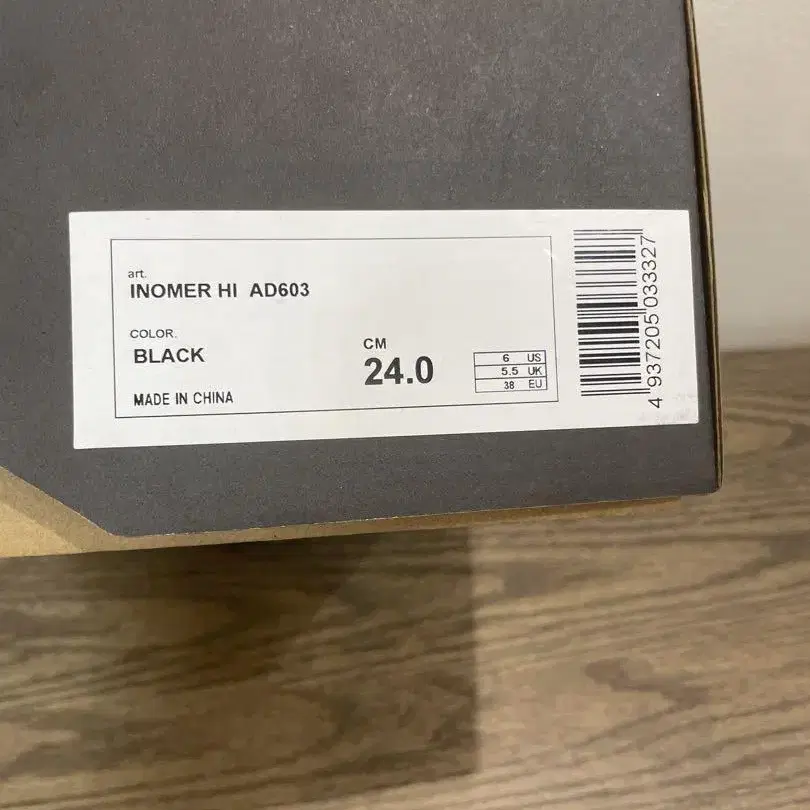 art.
INOMER HI AD603
COLOR.
BLACK
MADE IN CHINA
CM
24.0
6 US
5.5 UK
38 EU
4 937205 033327